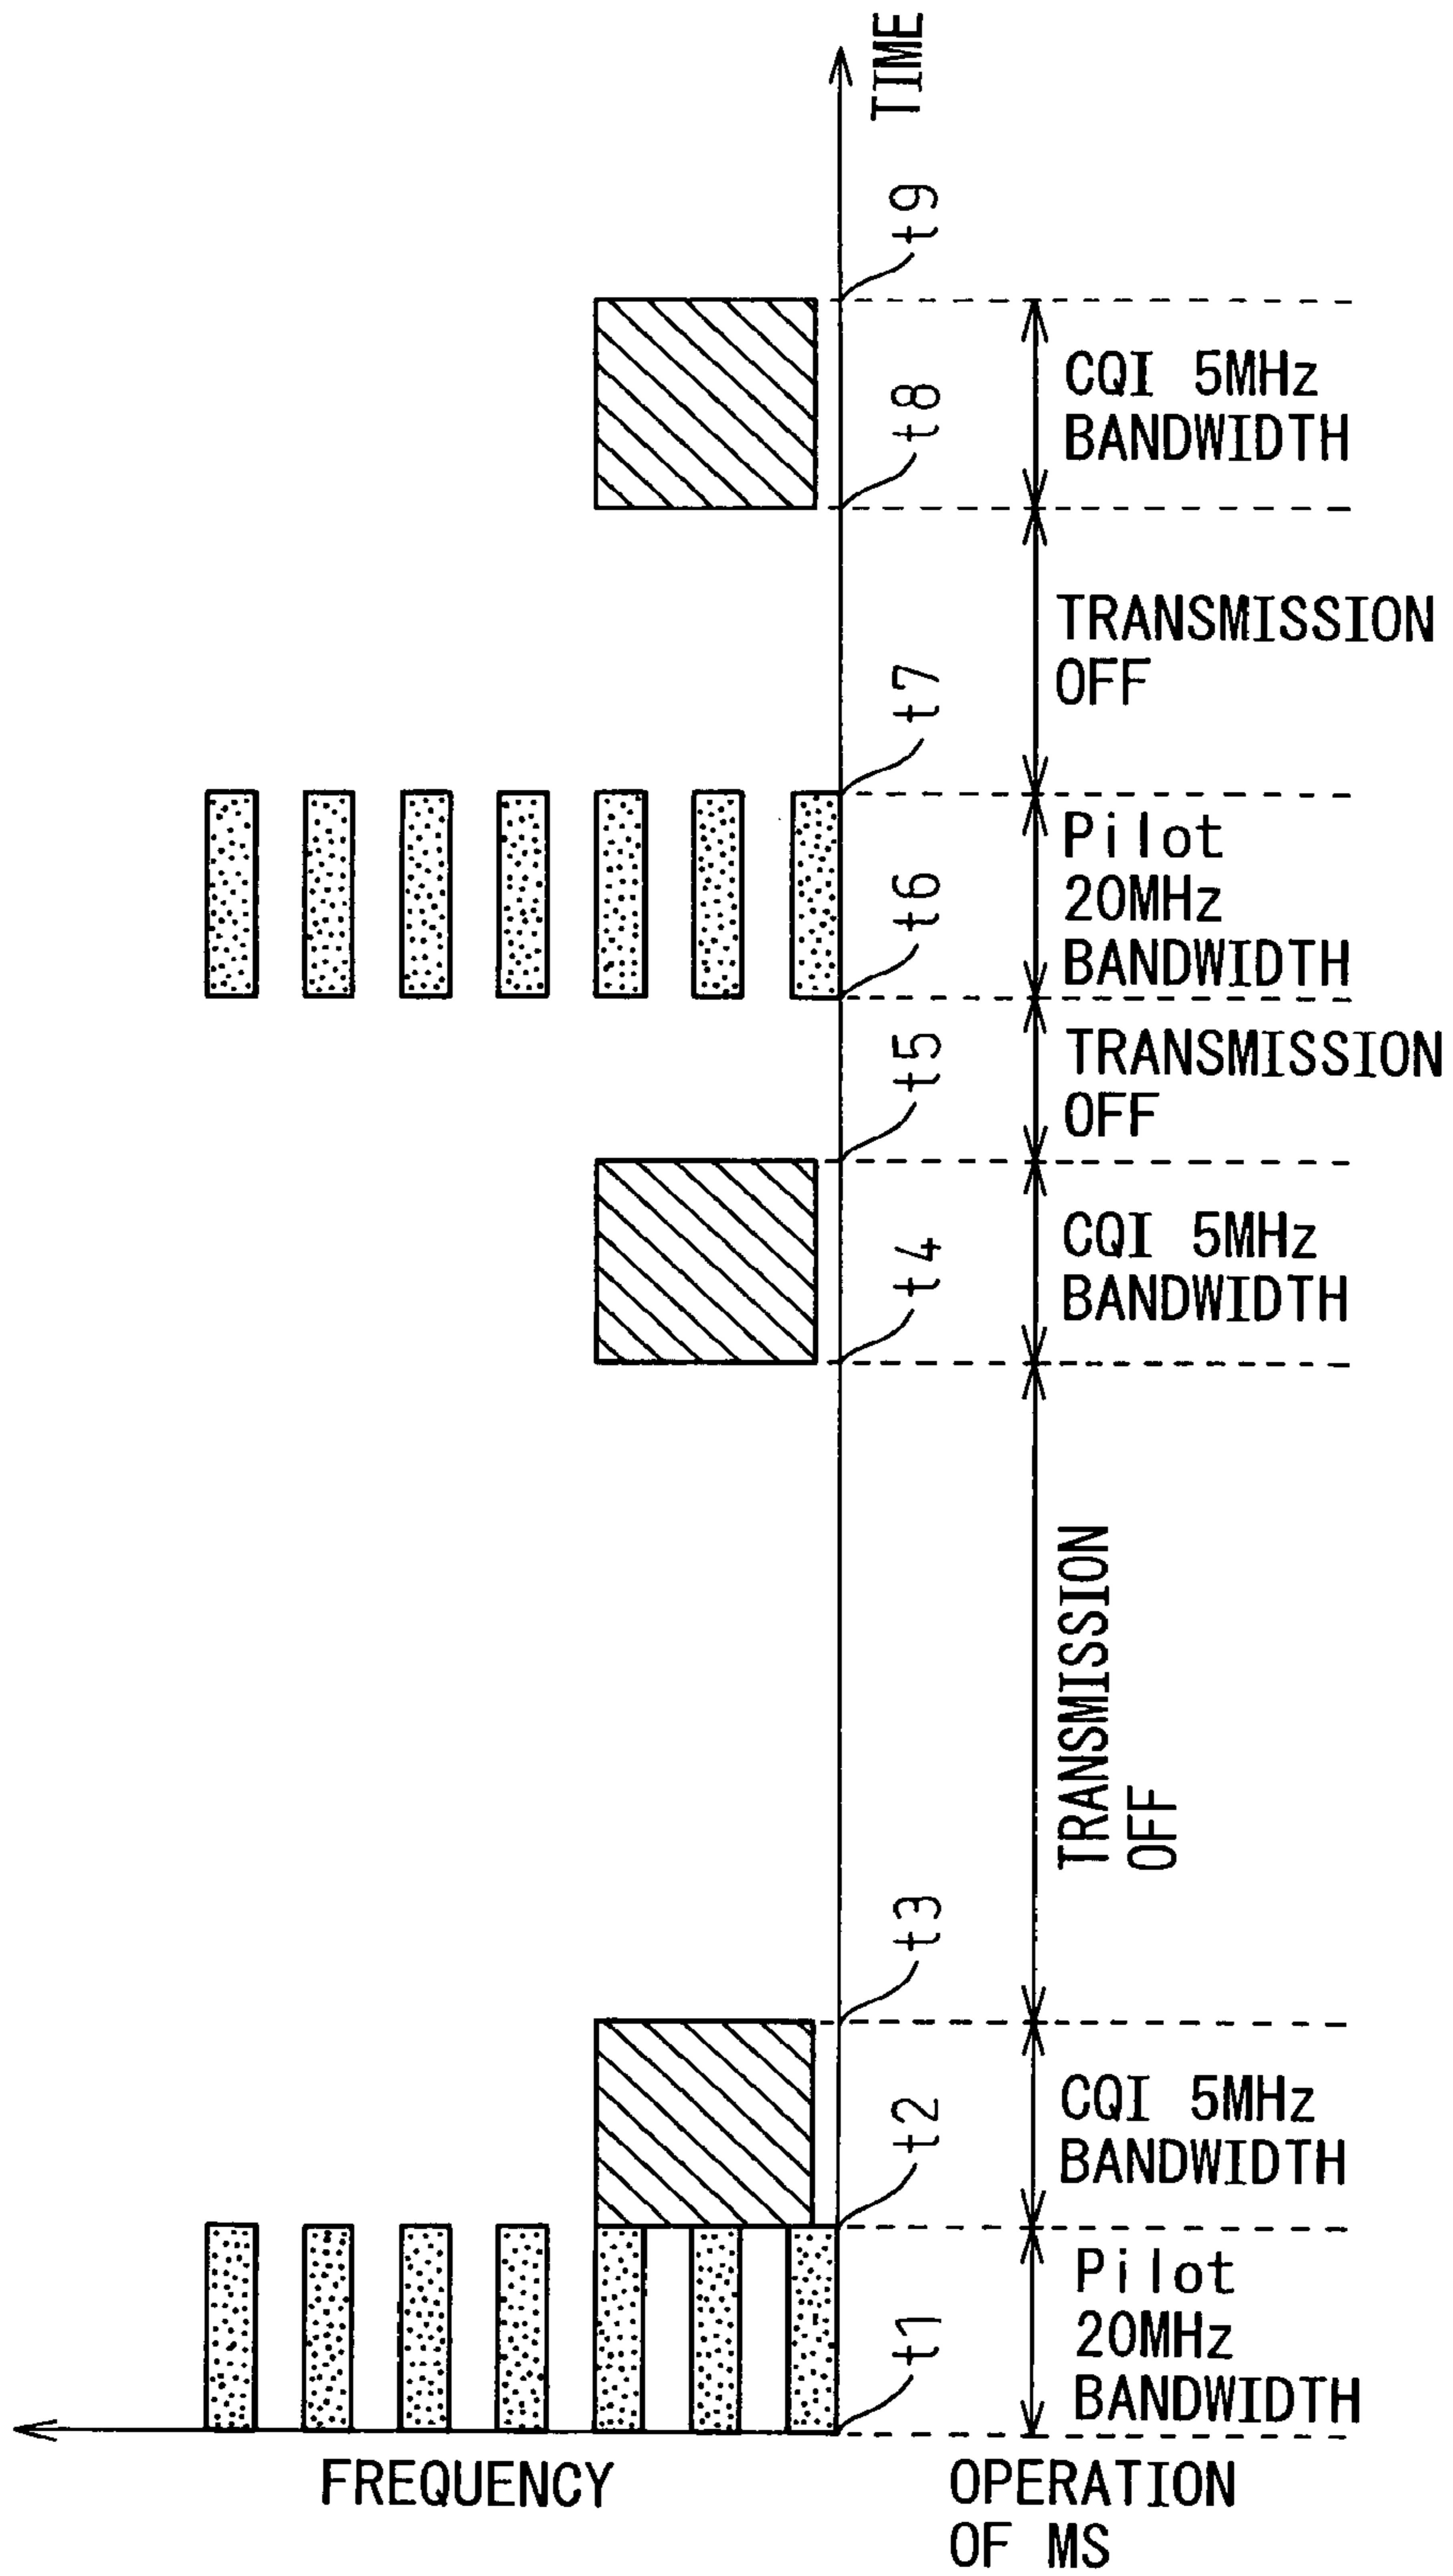 TIME
t9
CQI 5MHz
BANDWIDTH
t8
TRANSMISSION
OFF
t7
Pilot
20MHz
BANDWIDTH
t6
TRANSMISSION
OFF
t5
CQI 5MHz
BANDWIDTH
t4
TRANSMISSION
OFF
t3
CQI 5MHz
BANDWIDTH
t2
Pilot
20MHz
BANDWIDTH
t1
FREQUENCY
OPERATION
OF MS